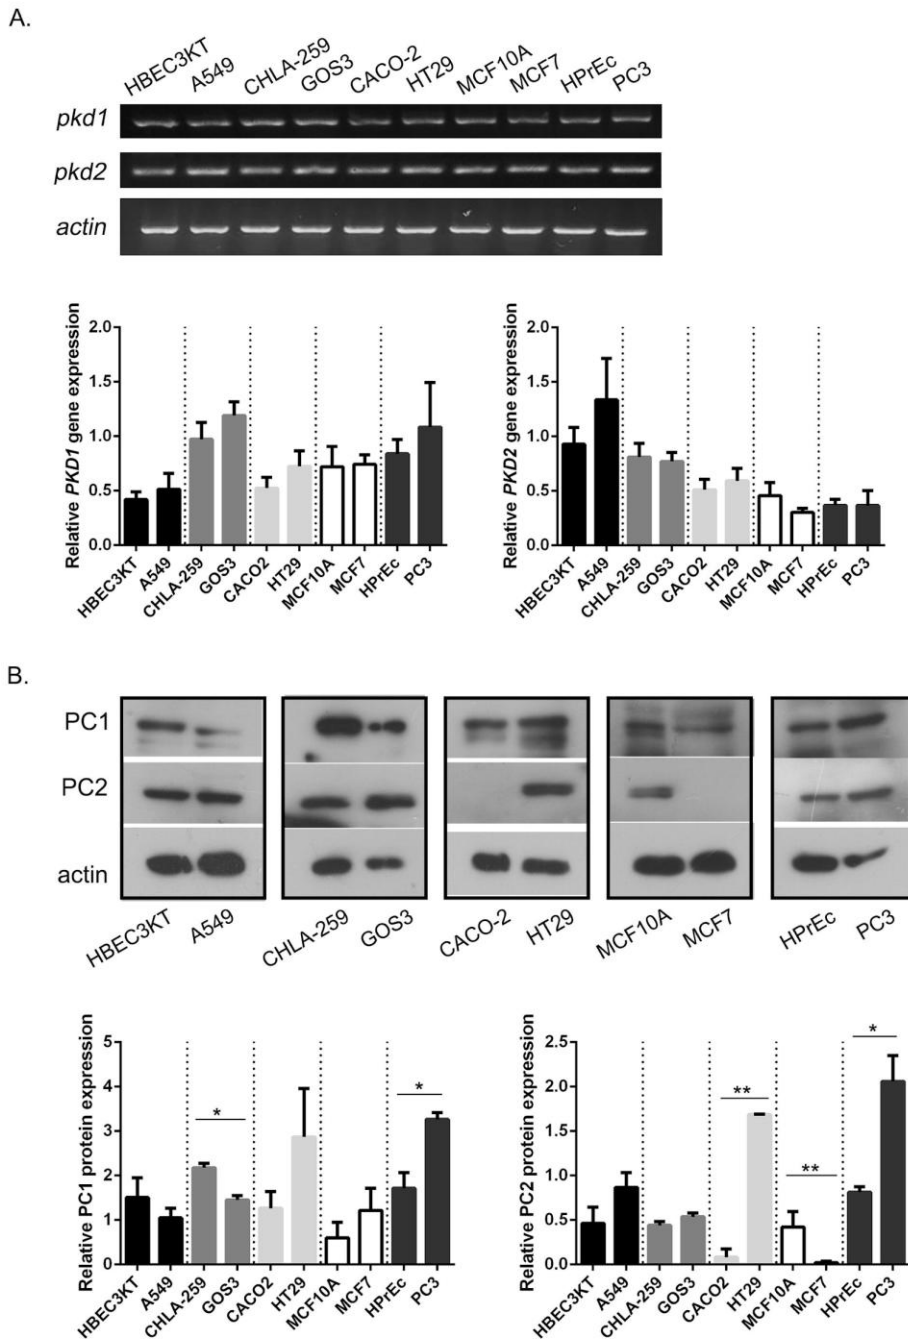 A.
HBEC3KT A549 CHLA-259 GOS3 CACO-2 HT29 MCF10A MCF7 HPrEc PC3
pkd1
pkd2
actin
Relative PKD1 gene expression
2.0
1.5
1.0
0.5
0.0
HBEC3KT A549 CHLA-259 GOS3 CACO2 HT29 MCF10A MCF7 HPrEc PC3
Relative PKD2 gene expression
2.0
1.5
1.0
0.5
0.0
HBEC3KT A549 CHLA-259 GOS3 CACO2 HT29 MCF10A MCF7 HPrEc PC3
B.
PC1
PC2
actin
HBEC3KT A549 CHLA-259 GOS3 CACO-2 HT29 MCF10A MCF7 HPrEc PC3
Relative PC1 protein expression
5
4
3
2
1
0
* *
HBEC3KT A549 CHLA-259 GOS3 CACO2 HT29 MCF10A MCF7 HPrEc PC3
Relative PC2 protein expression
2.5
2.0
1.5
1.0
0.5
0.0
** ** *
HBEC3KT A549 CHLA-259 GOS3 CACO2 HT29 MCF10A MCF7 HPrEc PC3